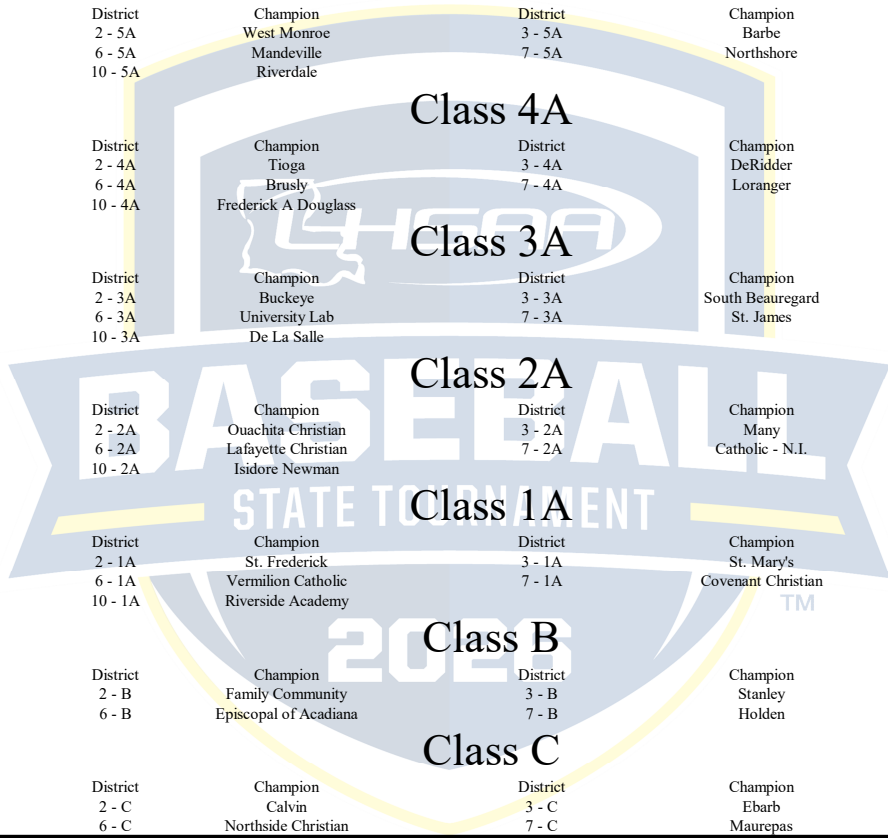 District Champion District Champion
2 - 5A West Monroe 3 - 5A Barbe
6 - 5A Mandeville 7 - 5A Northshore
10 - 5A Riverdale
Class 4A
District Champion District Champion
2 - 4A Tioga 3 - 4A DeRidder
6 - 4A Brusly 7 - 4A Loranger
10 - 4A Frederick A Douglass
LHSAA
Class 3A
District Champion District Champion
2 - 3A Buckeye 3 - 3A South Beauregard
6 - 3A University Lab 7 - 3A St. James
10 - 3A De La Salle
Class 2A
BASEBALL
District Champion District Champion
2 - 2A Ouachita Christian 3 - 2A Many
6 - 2A Lafayette Christian 7 - 2A Catholic - N.I.
10 - 2A Isidore Newman
Class 1A
STATE TOURNAMENT
District Champion District Champion
2 - 1A St. Frederick 3 - 1A St. Mary's
6 - 1A Vermilion Catholic 7 - 1A Covenant Christian
10 - 1A Riverside Academy
TM
Class B
2026
District Champion District Champion
2 - B Family Community 3 - B Stanley
6 - B Episcopal of Acadiana 7 - B Holden
Class C
District Champion District Champion
2 - C Calvin 3 - C Ebarb
6 - C Northside Christian 7 - C Maurepas